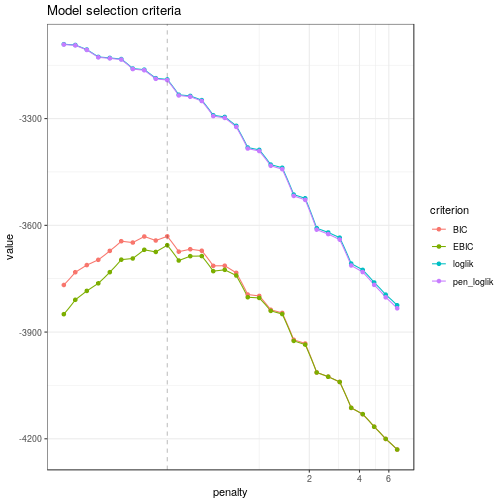 Model selection criteria
value
-3300
-3600
-3900
-4200
2 4 6
penalty
criterion
BIC
EBIC
loglik
pen_loglik